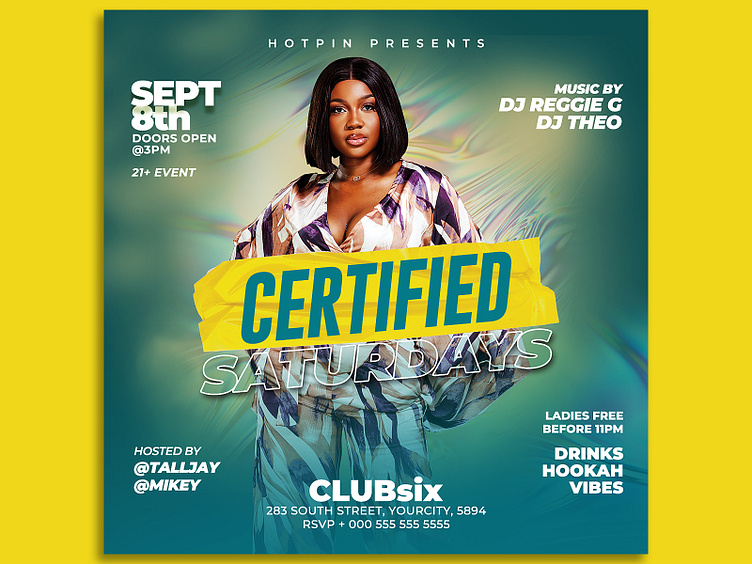 HOTPIN PRESENTS
SEPT
8th
DOORS OPEN
@3PM
21+ EVENT
MUSIC BY
DJ REGGIE G
DJ THEO
CERTIFIED
SATURDAYS
HOSTED BY
@TALLJAY
@MIKEY
LADIES FREE
BEFORE 11PM
DRINKS
HOOKAH
VIBES
CLUBsix
283 SOUTH STREET, YOURCITY, 5894
RSVP + 000 555 555 5555